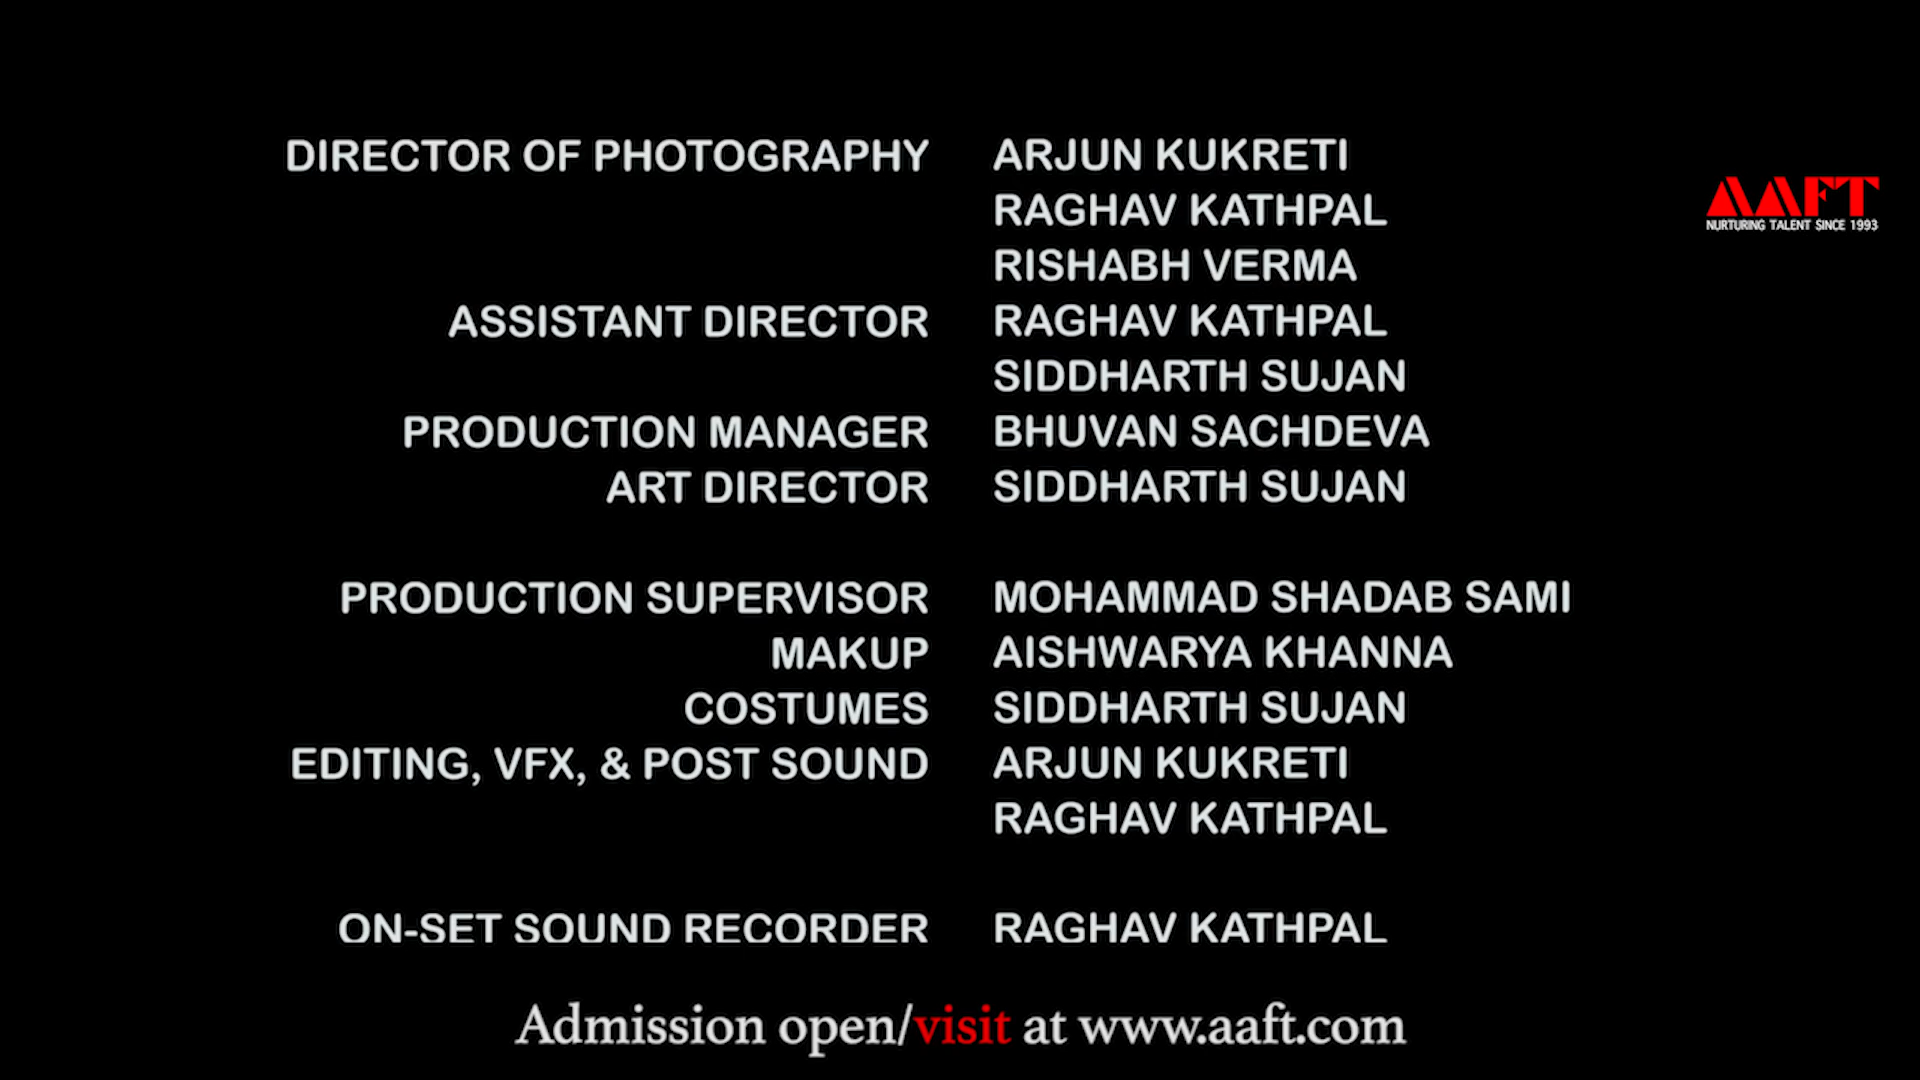 DIRECTOR OF PHOTOGRAPHY ARJUN KUKRETI
RAGHAV KATHPAL
RISHABH VERMA
ASSISTANT DIRECTOR RAGHAV KATHPAL
SIDDHARTH SUJAN
PRODUCTION MANAGER BHUVAN SACHDEVA
ART DIRECTOR SIDDHARTH SUJAN
PRODUCTION SUPERVISOR MOHAMMAD SHADAB SAMI
MAKUP AISHWARYA KHANNA
COSTUMES SIDDHARTH SUJAN
EDITING, VFX, & POST SOUND ARJUN KUKRETI
RAGHAV KATHPAL
ON-SET SOUND RECORDER RAGHAV KATHPAL
AAFT
NURTURING TALENT SINCE 1993
Admission open/visit at www.aaft.com